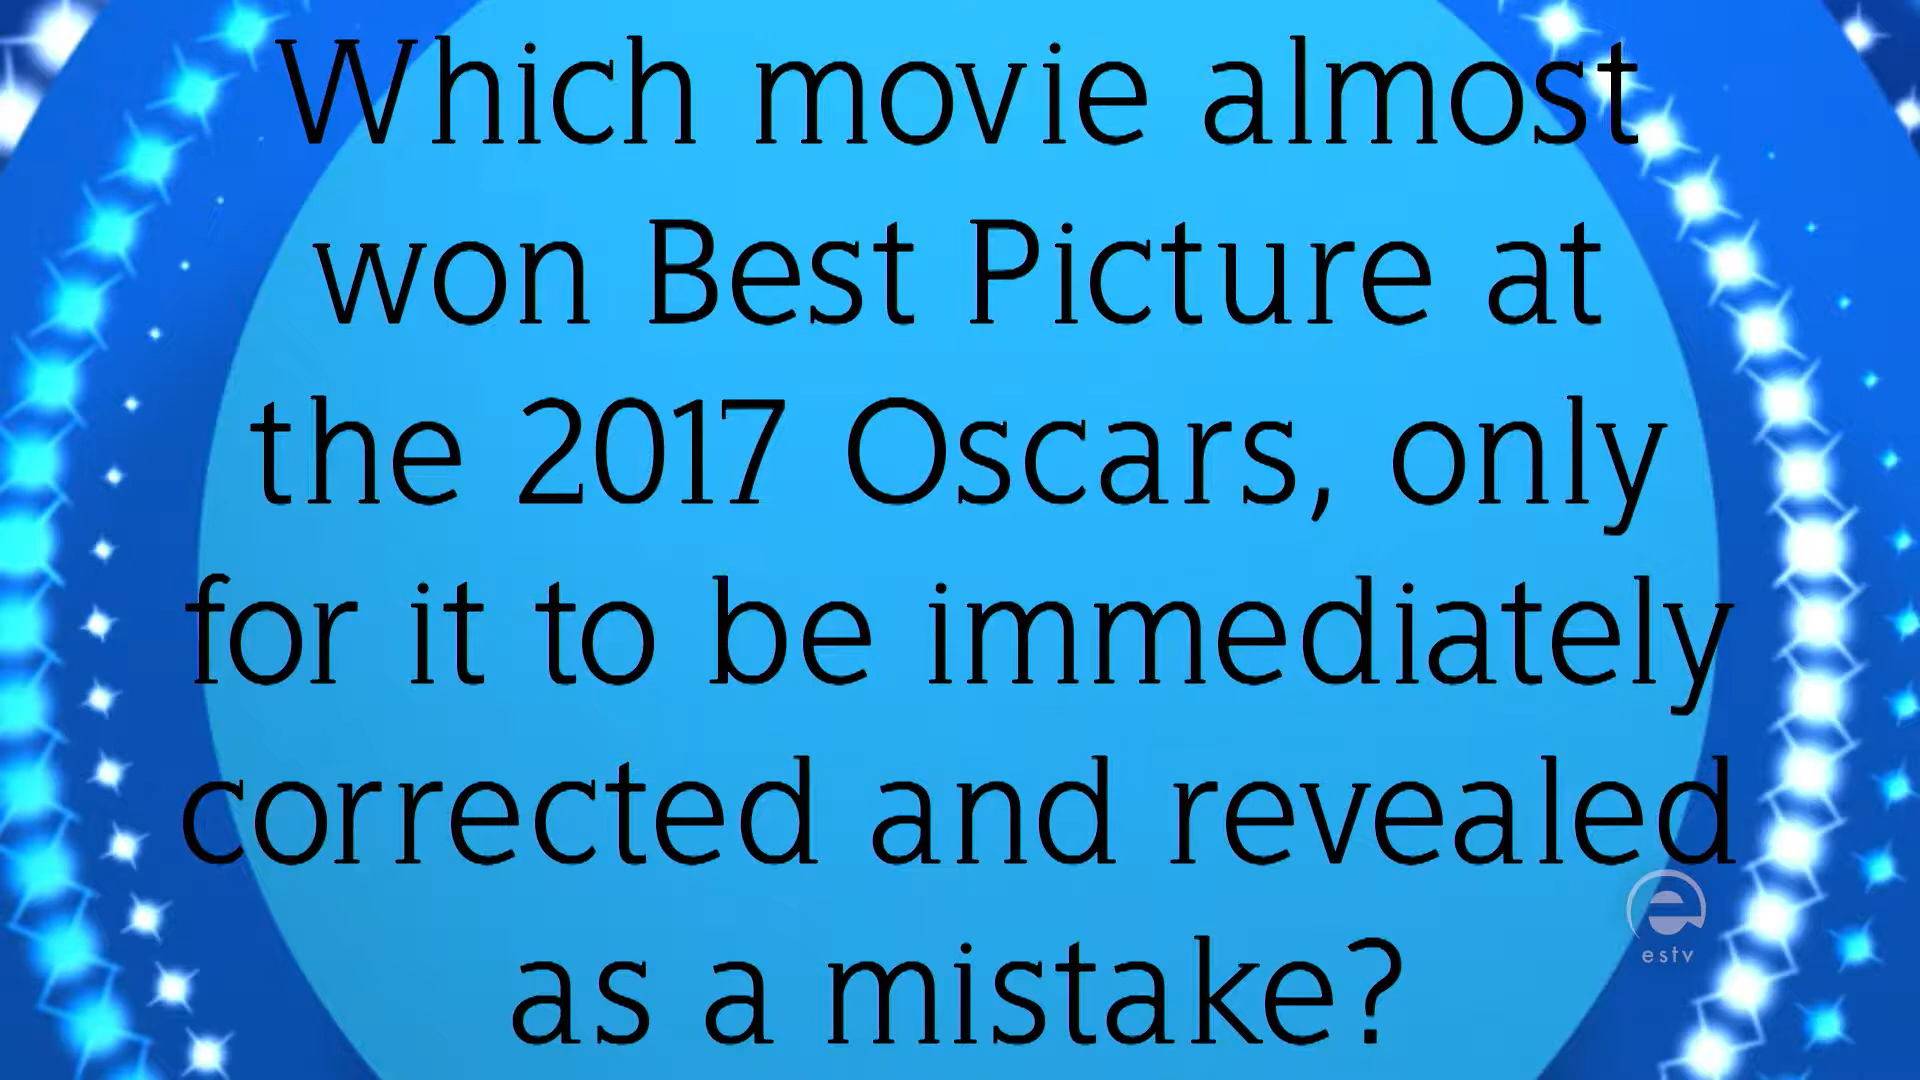 Which movie almost
won Best Picture at
the 2017 Oscars, only
for it to be immediately
corrected and revealed
as a mistake?
estv